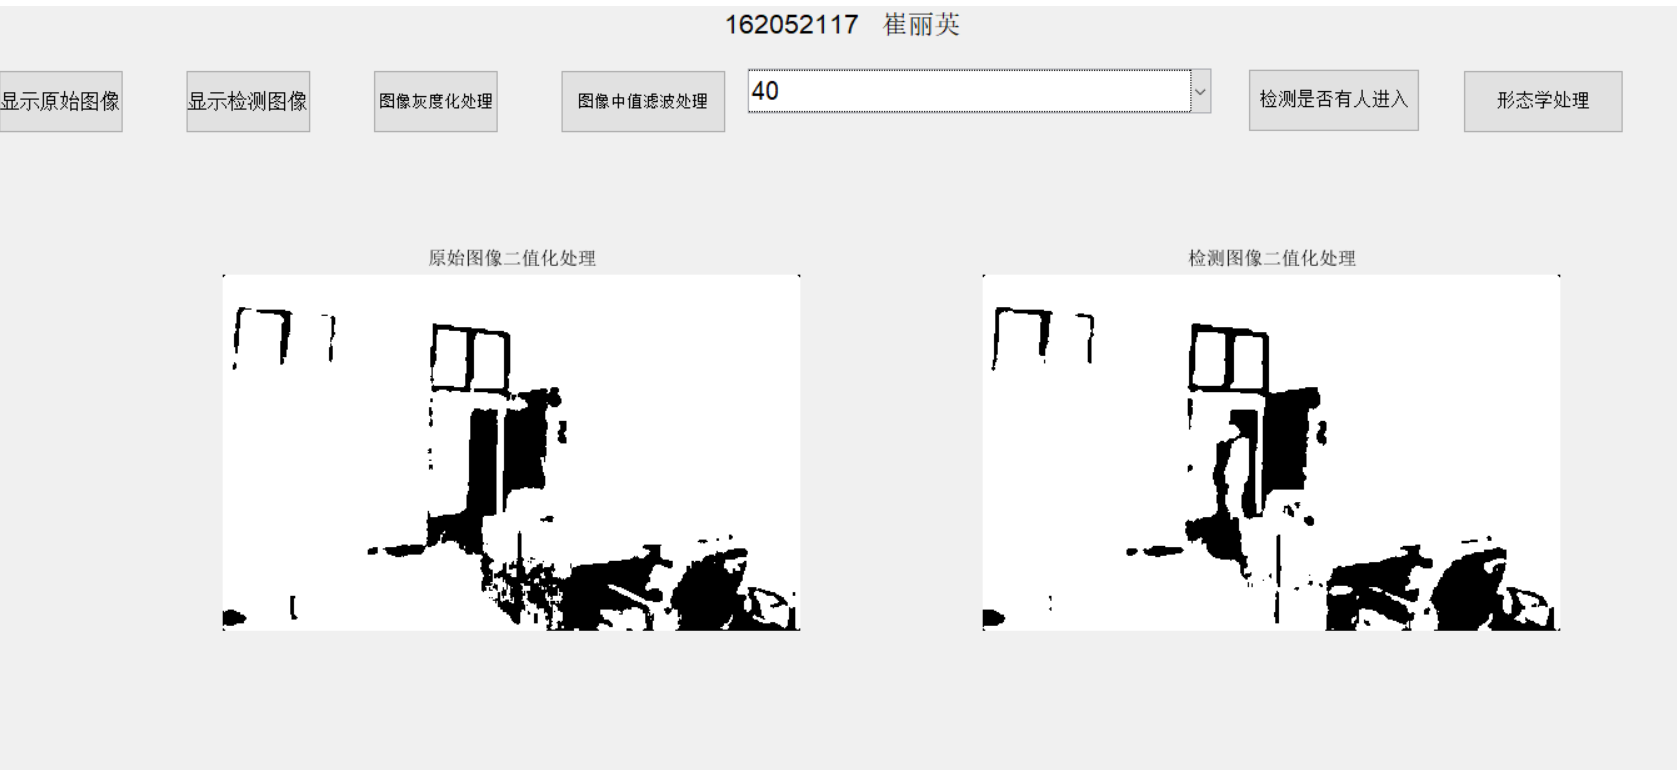 162052117 崔丽英
显示原始图像 显示检测图像 图像灰度化处理 图像中值滤波处理 40 检测是否有人进入 形态学处理
原始图像二值化处理 检测图像二值化处理